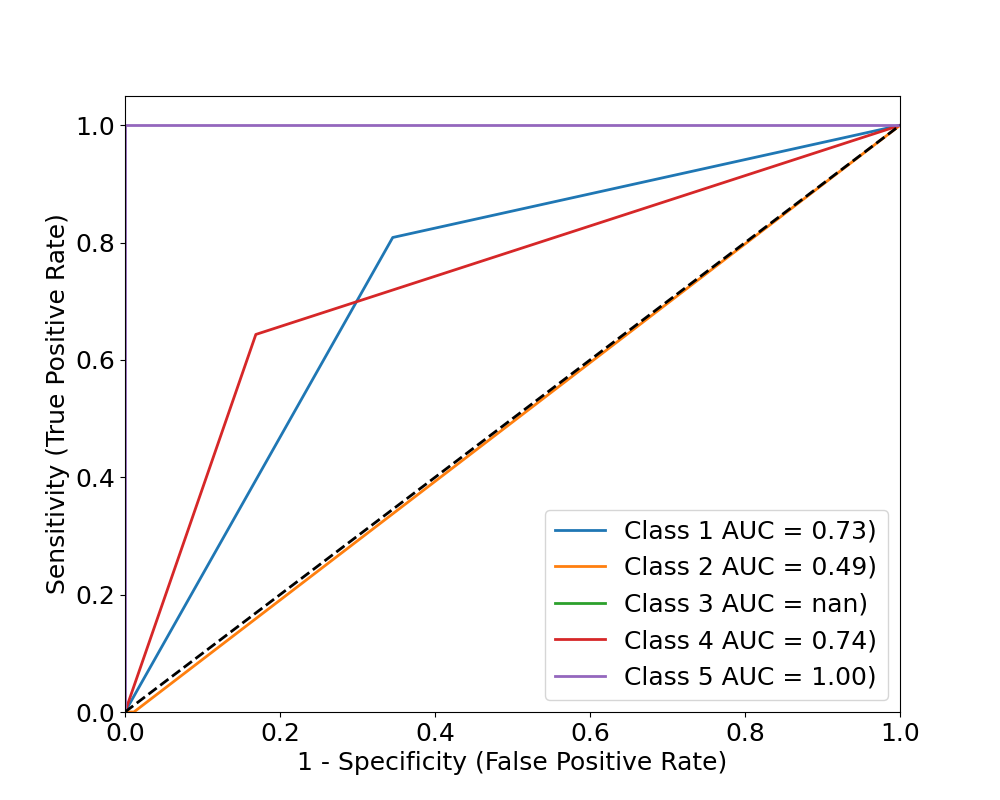 1.0
0.8
0.6
0.4
0.2
0.0
Sensitivity (True Positive Rate)
Class 1 AUC = 0.73)
Class 2 AUC = 0.49)
Class 3 AUC = nan)
Class 4 AUC = 0.74)
Class 5 AUC = 1.00)
0.0 0.2 0.4 0.6 0.8 1.0
1 - Specificity (False Positive Rate)